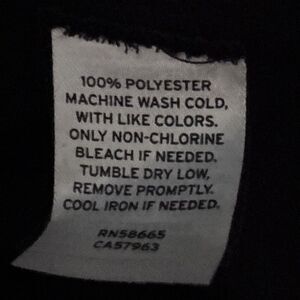 100% POLYESTER
MACHINE WASH COLD,
WITH LIKE COLORS.
ONLY NON-CHLORINE
BLEACH IF NEEDED.
TUMBLE DRY LOW,
REMOVE PROMPTLY.
COOL IRON IF NEEDED.
RN58665
CA57963